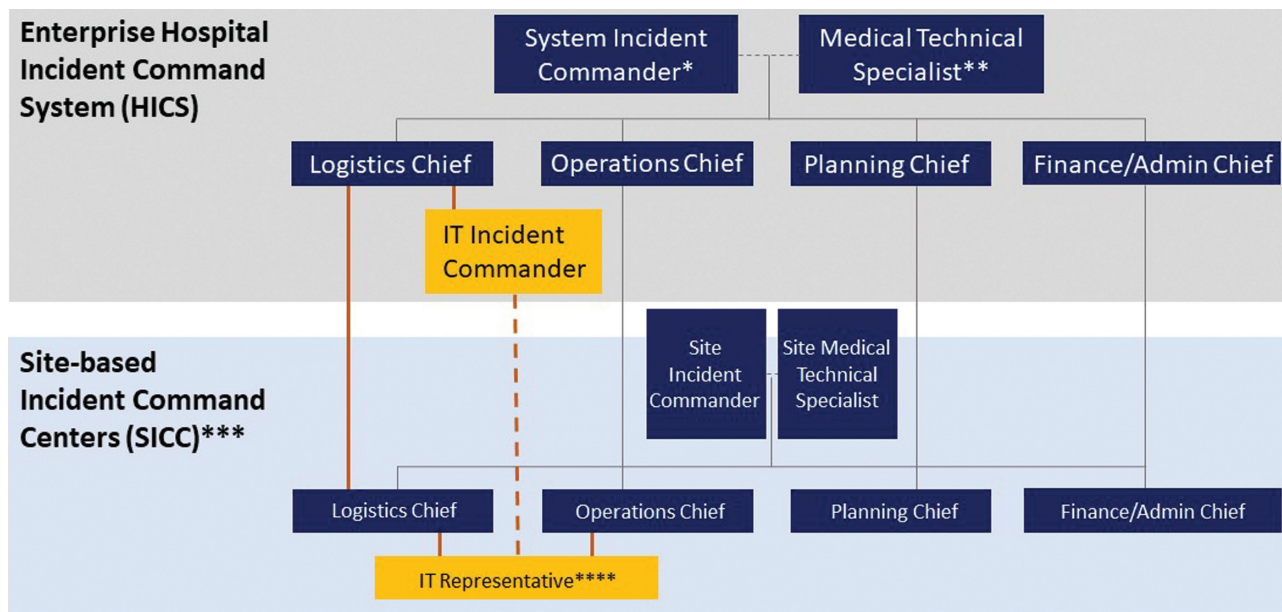 Enterprise Hospital
Incident Command
System (HICS)
System Incident
Commander*
Medical Technical
Specialist**
Logistics Chief
Operations Chief
Planning Chief
Finance/Admin Chief
IT Incident
Commander
Site-based
Incident Command
Centers (SICC)***
Site
Incident
Commander
Site Medical
Technical
Specialist
Logistics Chief
Operations Chief
Planning Chief
Finance/Admin Chief
IT Representative****